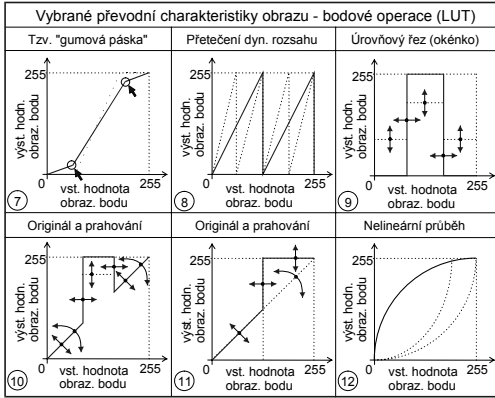 Vybrané převodní charakteristiky obrazu - bodové operace (LUT)
Tzv. "gumová páska"
Přetečení dyn. rozsahu
Úrovňový řez (okénko)
výst. hodn.
obraz. bodu
255
0
vst. hodnota
obraz. bodu
255
7
výst. hodn.
obraz. bodu
255
0
vst. hodnota
obraz. bodu
255
8
výst. hodn.
obraz. bodu
255
0
vst. hodnota
obraz. bodu
255
9
Originál a prahování
Originál a prahování
Nelineární průběh
výst. hodn.
obraz. bodu
255
0
vst. hodnota
obraz. bodu
255
10
výst. hodn.
obraz. bodu
255
0
vst. hodnota
obraz. bodu
255
11
výst. hodn.
obraz. bodu
255
0
vst. hodnota
obraz. bodu
255
12